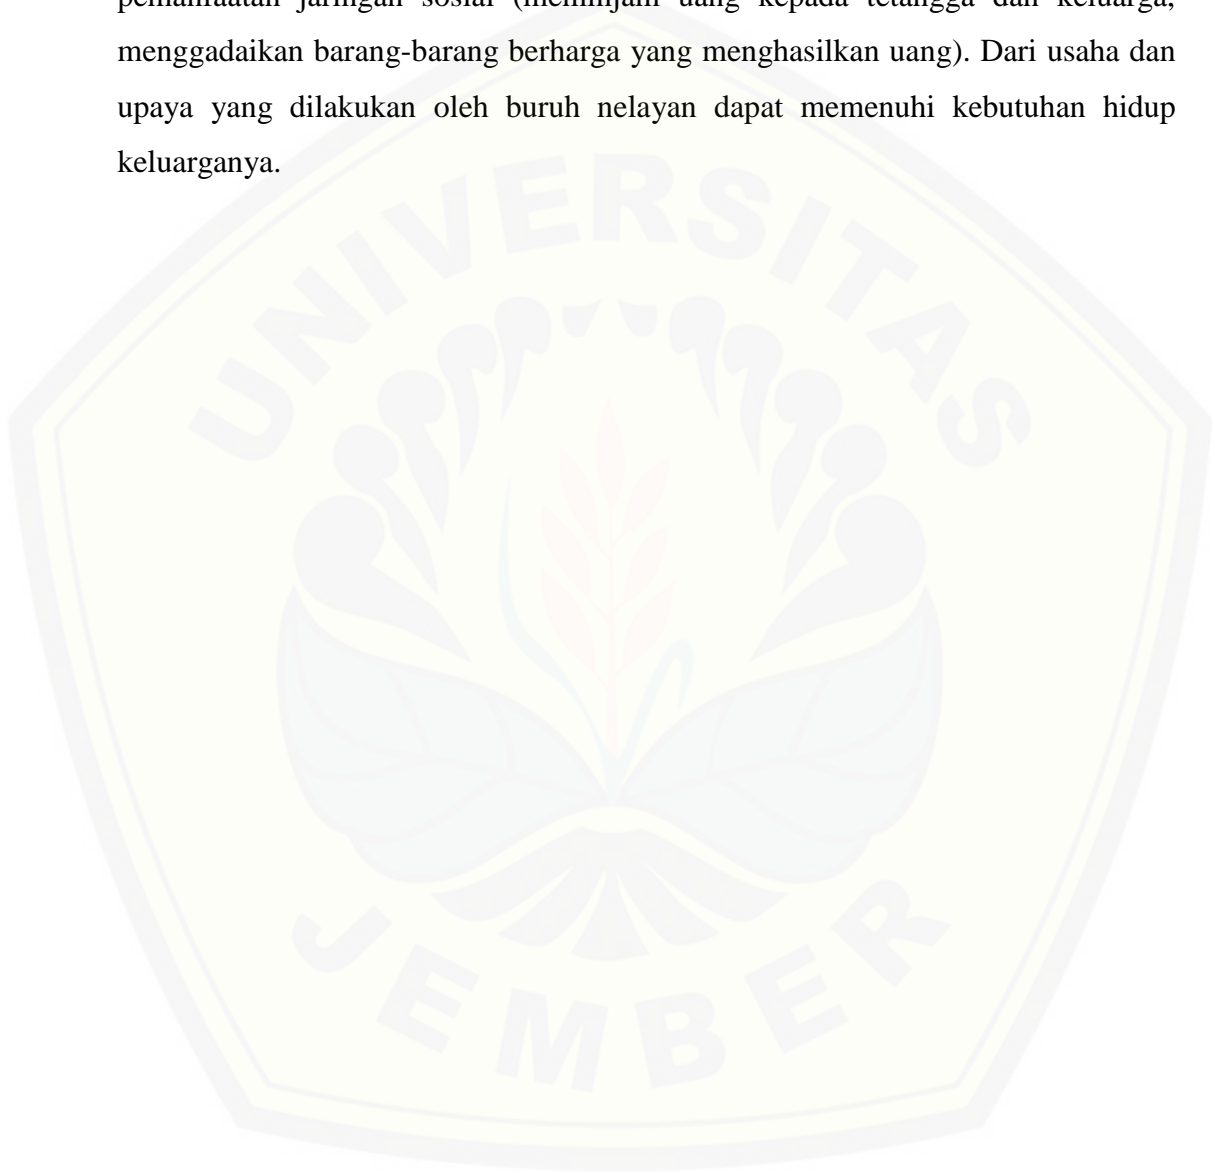 pemanfaatan jaringan sosial (meminjam uang kepada tetangga dan keluarga,
menggadaikan barang-barang berharga yang menghasilkan uang). Dari usaha dan
upaya yang dilakukan oleh buruh nelayan dapat memenuhi kebutuhan hidup
keluarganya.
UNIVERSITAS
JEMBER